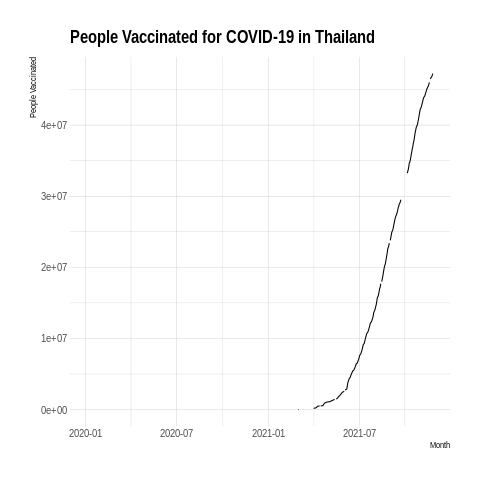 People Vaccinated for COVID-19 in Thailand
People Vaccinated
4e+07
3e+07
2e+07
1e+07
0e+00
2020-01 2020-07 2021-01 2021-07
Month